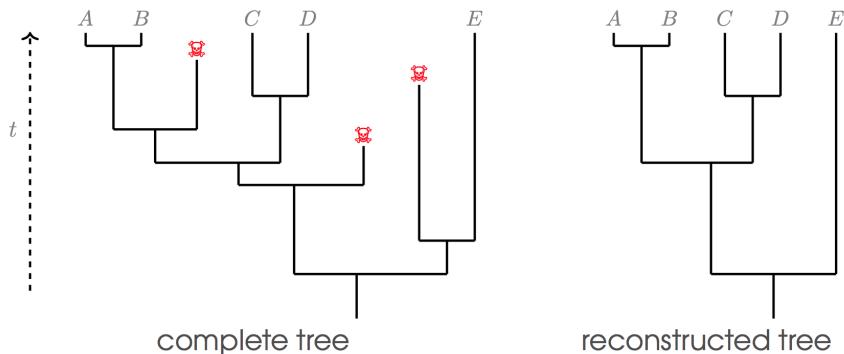 A B C D E A B C D E
t
complete tree reconstructed tree